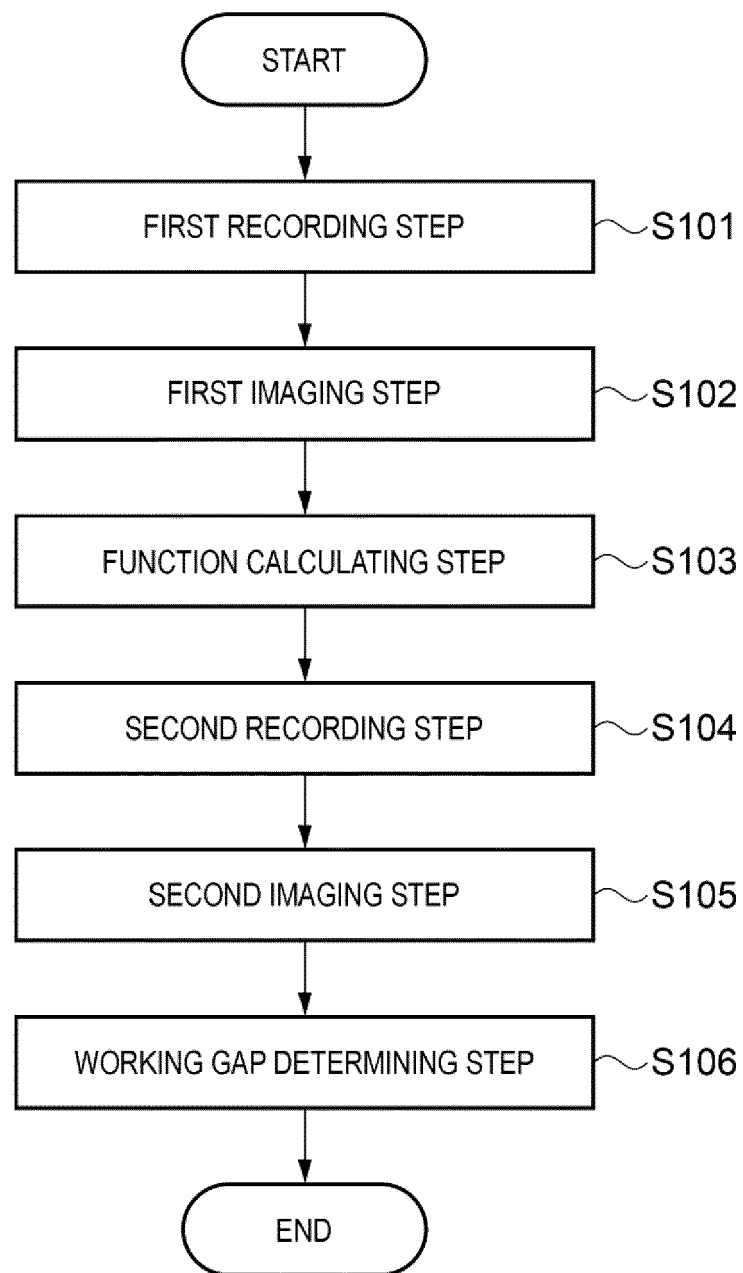 START
FIRST RECORDING STEP S101
FIRST IMAGING STEP S102
FUNCTION CALCULATING STEP S103
SECOND RECORDING STEP S104
SECOND IMAGING STEP S105
WORKING GAP DETERMINING STEP S106
END